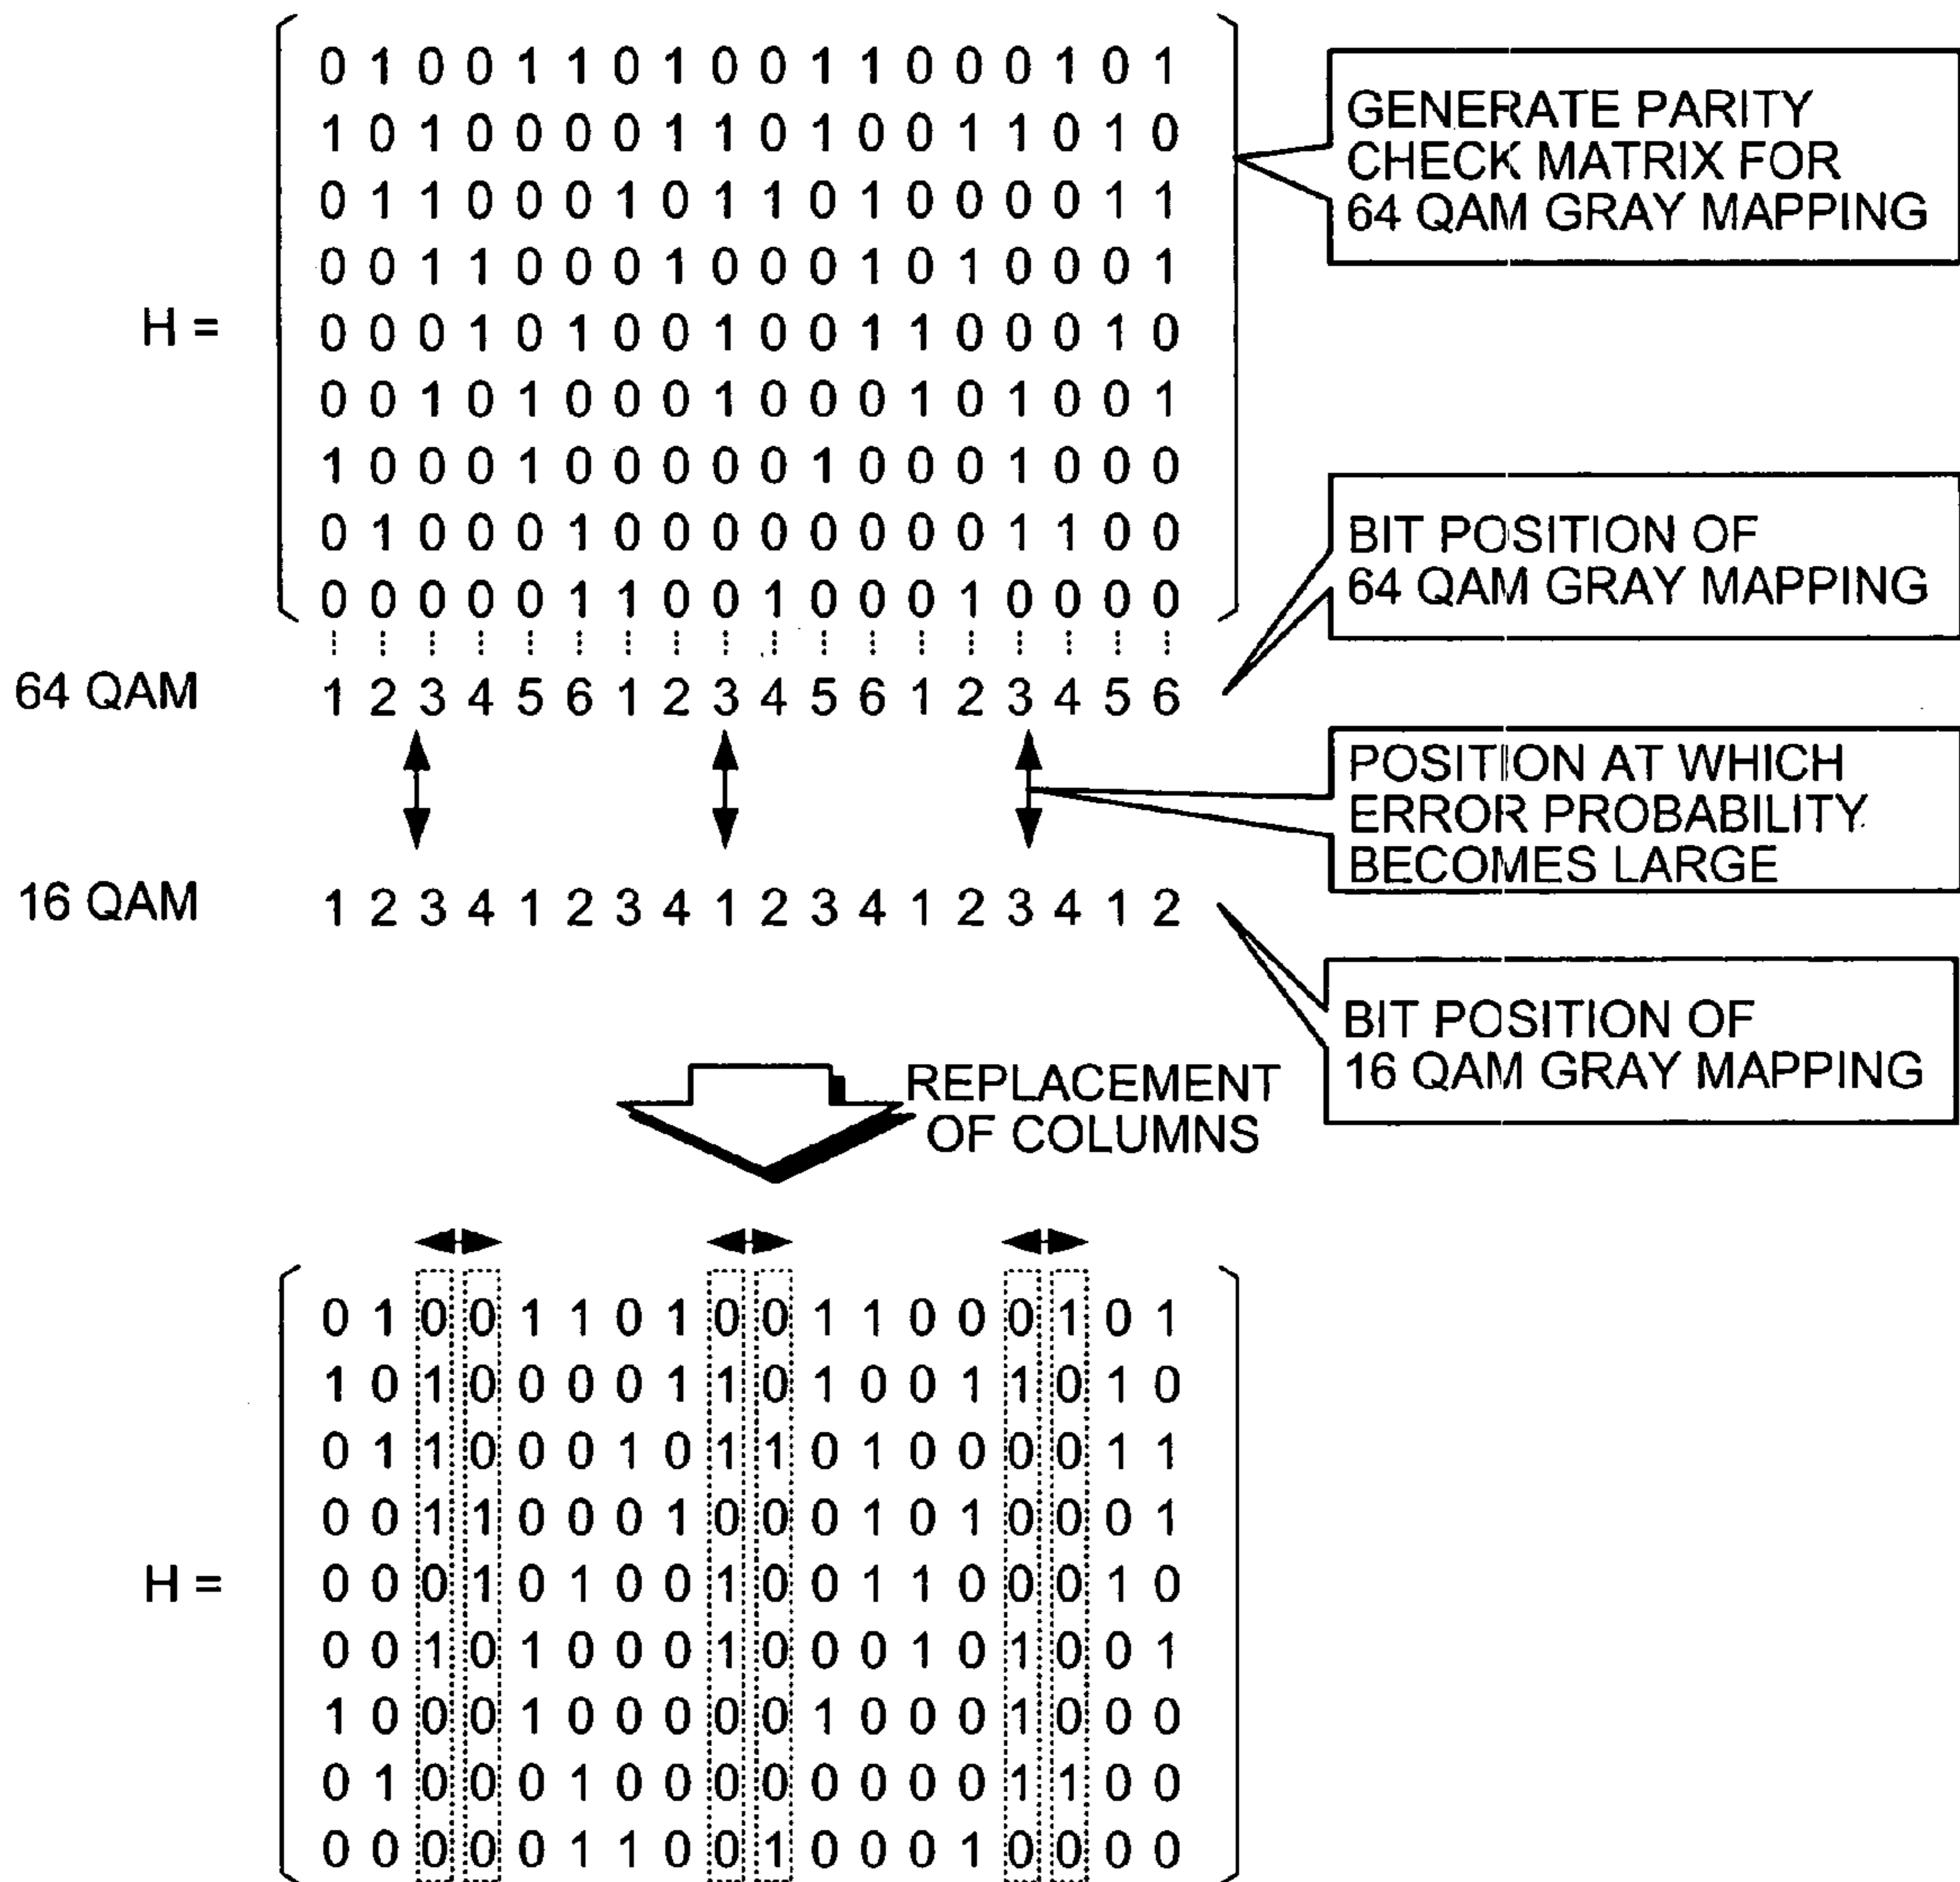 0 1 0 0 1 1 0 1 0 0 1 1 0 0 0 1 0 1
1 0 1 0 0 0 0 1 1 0 1 0 0 1 1 0 1 0
0 1 1 0 0 0 1 0 1 1 0 1 0 0 0 0 1 1
0 0 1 1 0 0 0 1 0 0 0 1 0 1 0 0 0 1
H = 0 0 0 1 0 1 0 0 1 0 0 1 1 0 0 0 1 0
0 0 1 0 1 0 0 0 1 0 0 0 1 0 1 0 0 1
1 0 0 0 1 0 0 0 0 0 1 0 0 0 1 0 0 0
0 1 0 0 0 1 0 0 0 0 0 0 0 0 1 1 0 0
0 0 0 0 0 1 1 0 0 1 0 0 0 1 0 0 0 0
GENERATE PARITY
CHECK MATRIX FOR
64 QAM GRAY MAPPING
64 QAM 1 2 3 4 5 6 1 2 3 4 5 6 1 2 3 4 5 6
BIT POSITION OF
64 QAM GRAY MAPPING
POSITION AT WHICH
ERROR PROBABILITY
BECOMES LARGE
16 QAM 1 2 3 4 1 2 3 4 1 2 3 4 1 2 3 4 1 2
BIT POSITION OF
16 QAM GRAY MAPPING
REPLACEMENT
OF COLUMNS
0 1 0 0 1 1 0 1 0 0 1 1 0 0 0 1 0 1
1 0 1 0 0 0 0 1 1 0 1 0 0 1 1 0 1 0
0 1 1 0 0 0 1 0 1 1 0 1 0 0 0 0 1 1
0 0 1 1 0 0 0 1 0 0 0 1 0 1 0 0 0 1
H = 0 0 0 1 0 1 0 0 1 0 0 1 1 0 0 0 1 0
0 0 1 0 1 0 0 0 1 0 0 0 1 0 1 0 0 1
1 0 0 0 1 0 0 0 0 0 1 0 0 0 1 0 0 0
0 1 0 0 0 1 0 0 0 0 0 0 0 0 1 1 0 0
0 0 0 0 0 1 1 0 0 1 0 0 0 1 0 0 0 0